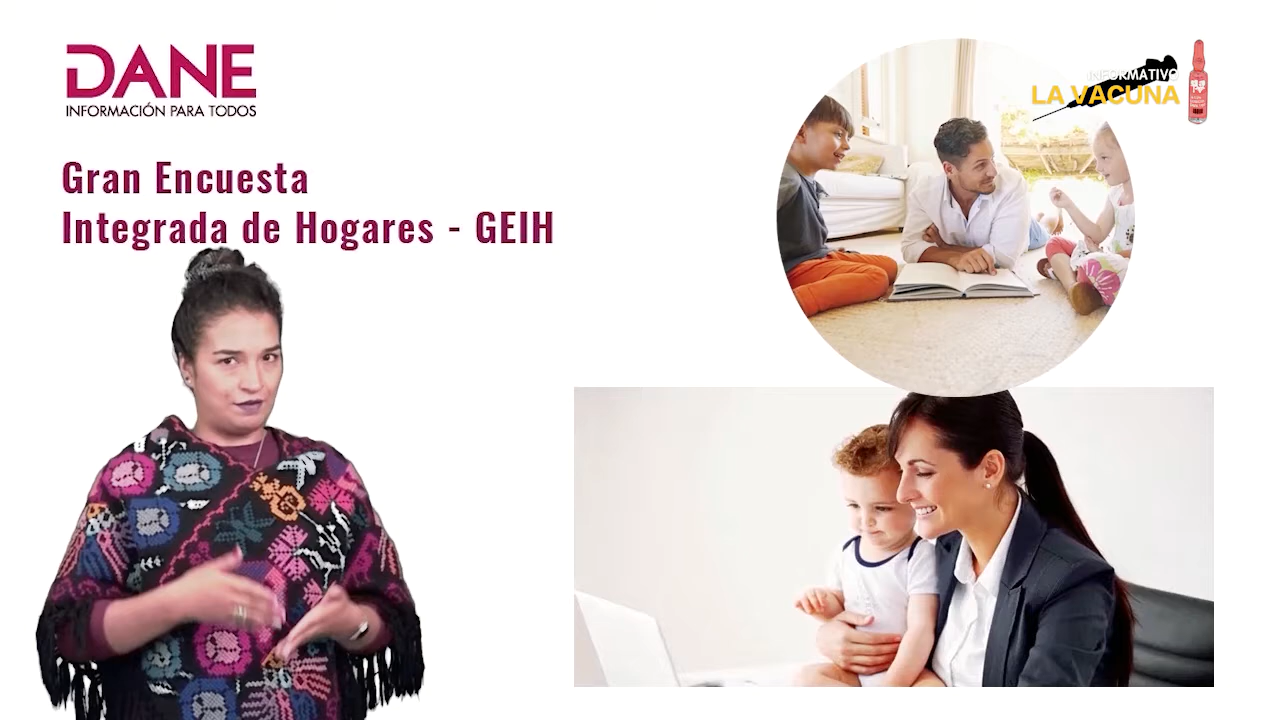 DANE
INFORMACIÓN PARA TODOS
INFORMATIVO
LA VACUNA
Gran Encuesta
Integrada de Hogares - GEIH